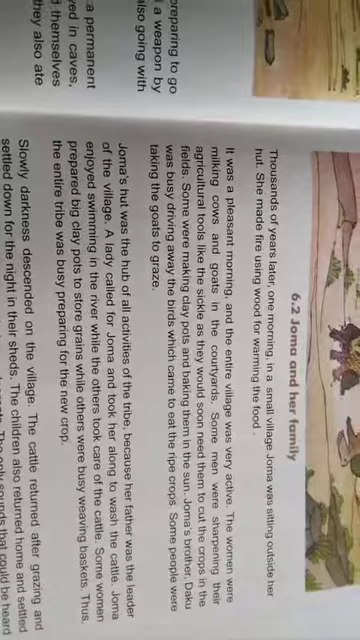 preparing to go
a weapon by
also going with
a permanent
ved in caves,
themselves
they also ate
6.2 Joma and her family
Thousands of years later, one morning, in a small village Joma was sitting outside her
hut. She made fire using wood for warming the food .
It was a pleasant morning, and the entire village was very active. The women were
milking cows and goats in the courtyards. Some men were sharpening their
agricultural tools like the sickle as they would soon need them to cut the crops in the
fields. Some were making clay pots and baking them in the sun. Joma's brother, Daku
was busy driving away the birds which came to eat the ripe crops. Some people were
taking the goats to graze.
Joma's hut was the hub of all activities of the tribe, because her father was the leader
of the village. A lady called for Joma and took her along to wash the cattle. Joma
enjoyed swimming in the river while the others took care of the cattle. Some women
prepared big clay pots to store grains while others were busy weaving baskets. Thus
the entire tribe was busy preparing for the new crop.
Slowly darkness descended on the village. The cattle returned after grazing and
settled down for the night in their sheds. The children also returned home and settled
The only sounds that could be heard